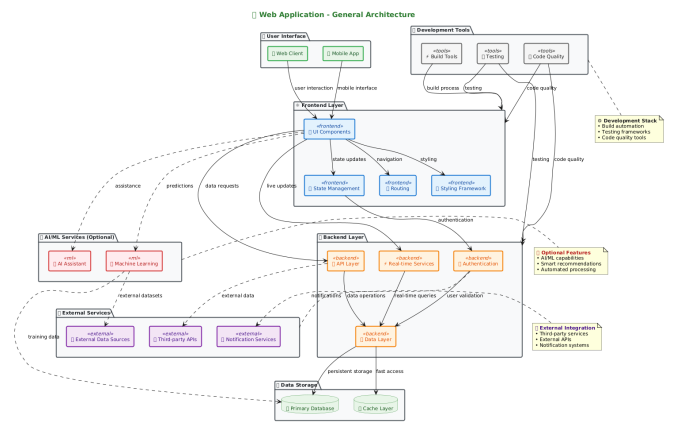 Web Application - General Architecture
User Interface
Web Client
Mobile App
Development Tools
«tools»
Build Tools
«tools»
Testing
«tools»
Code Quality
user interaction
mobile interface
build process
testing
code quality
Development Stack
• Build automation
• Testing frameworks
• Code quality tools
Frontend Layer
«frontend»
UI Components
state updates
navigation
styling
«frontend»
State Management
«frontend»
Routing
«frontend»
Styling Framework
assistance
predictions
data requests
live updates
testing
code quality
authentication
AI/ML Services (Optional)
«ml»
AI Assistant
«ml»
Machine Learning
Backend Layer
«backend»
API Layer
«backend»
Real-time Services
«backend»
Authentication
Optional Features
• AI/ML capabilities
• Smart recommendations
• Automated processing
external datasets
external data
notifications
data operations
real-time queries
user validation
External Services
«external»
External Data Sources
«external»
Third-party APIs
«external»
Notification Services
«backend»
Data Layer
External Integration
• Third-party services
• External APIs
• Notification systems
training data
persistent storage
fast access
Data Storage
Primary Database
Cache Layer